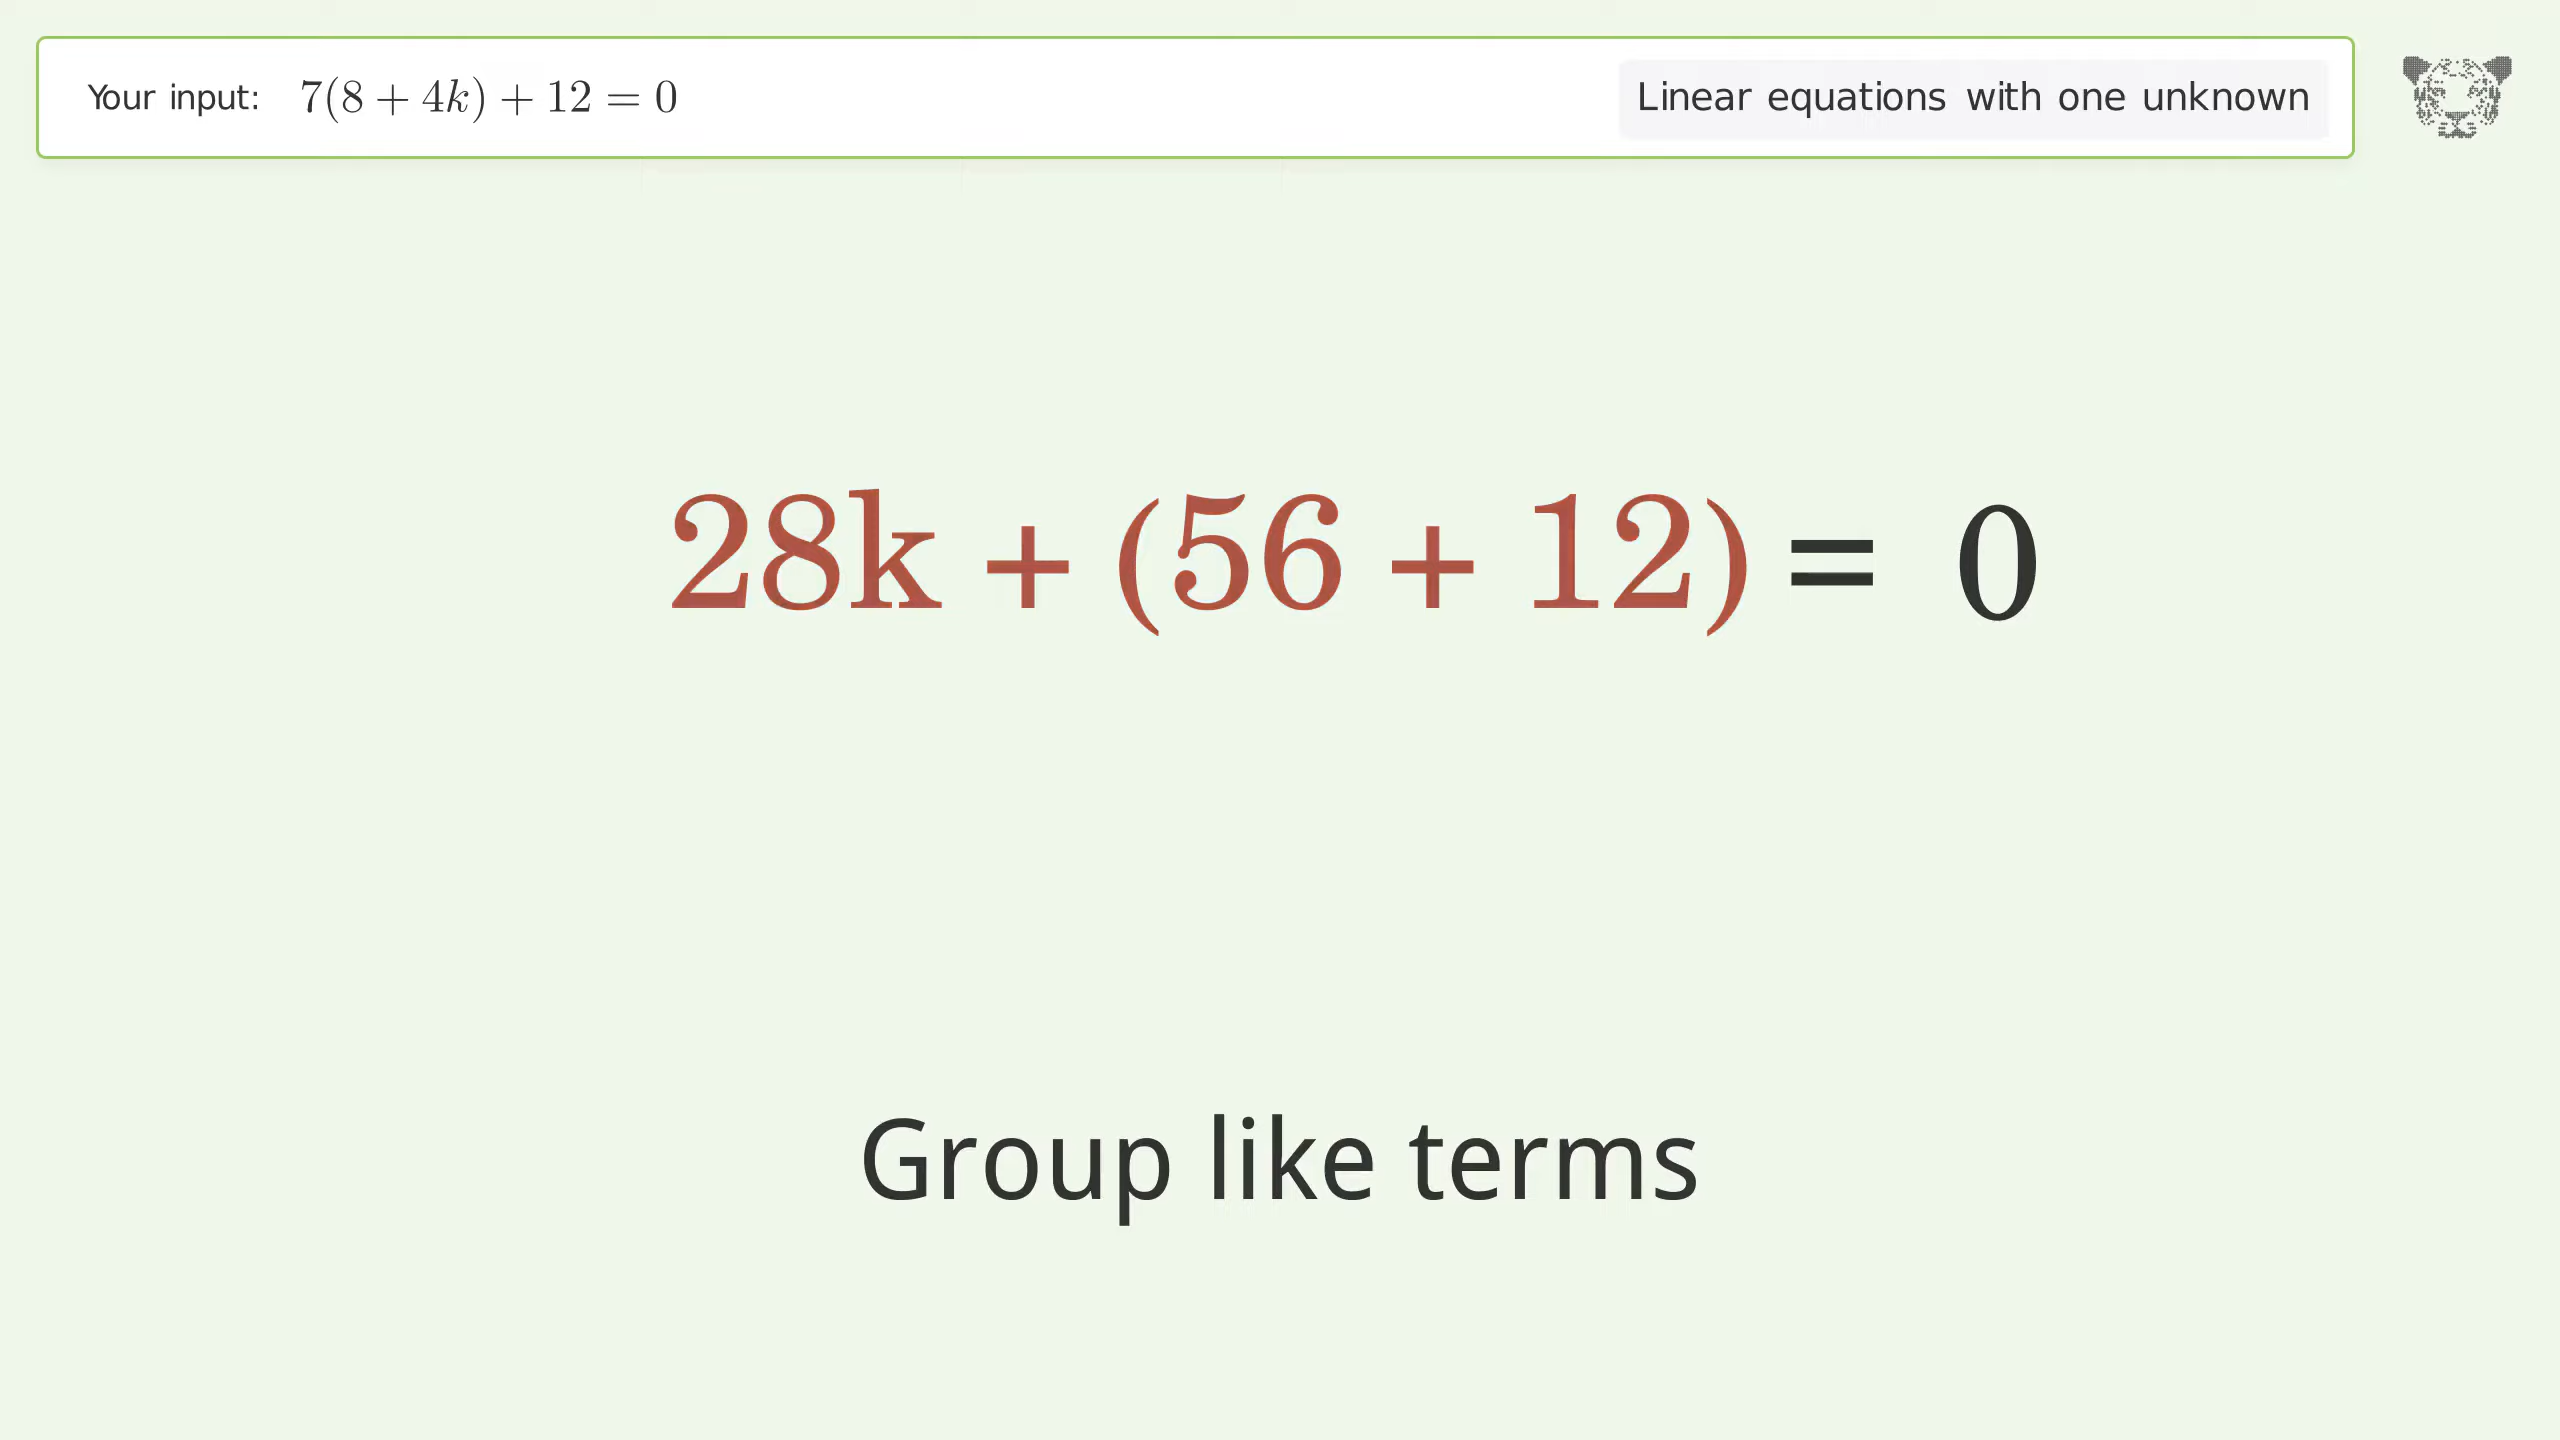 Your input: 7(8 + 4k) + 12 = 0 Linear equations with one unknown
28k + (56 + 12) = 0
Group like terms